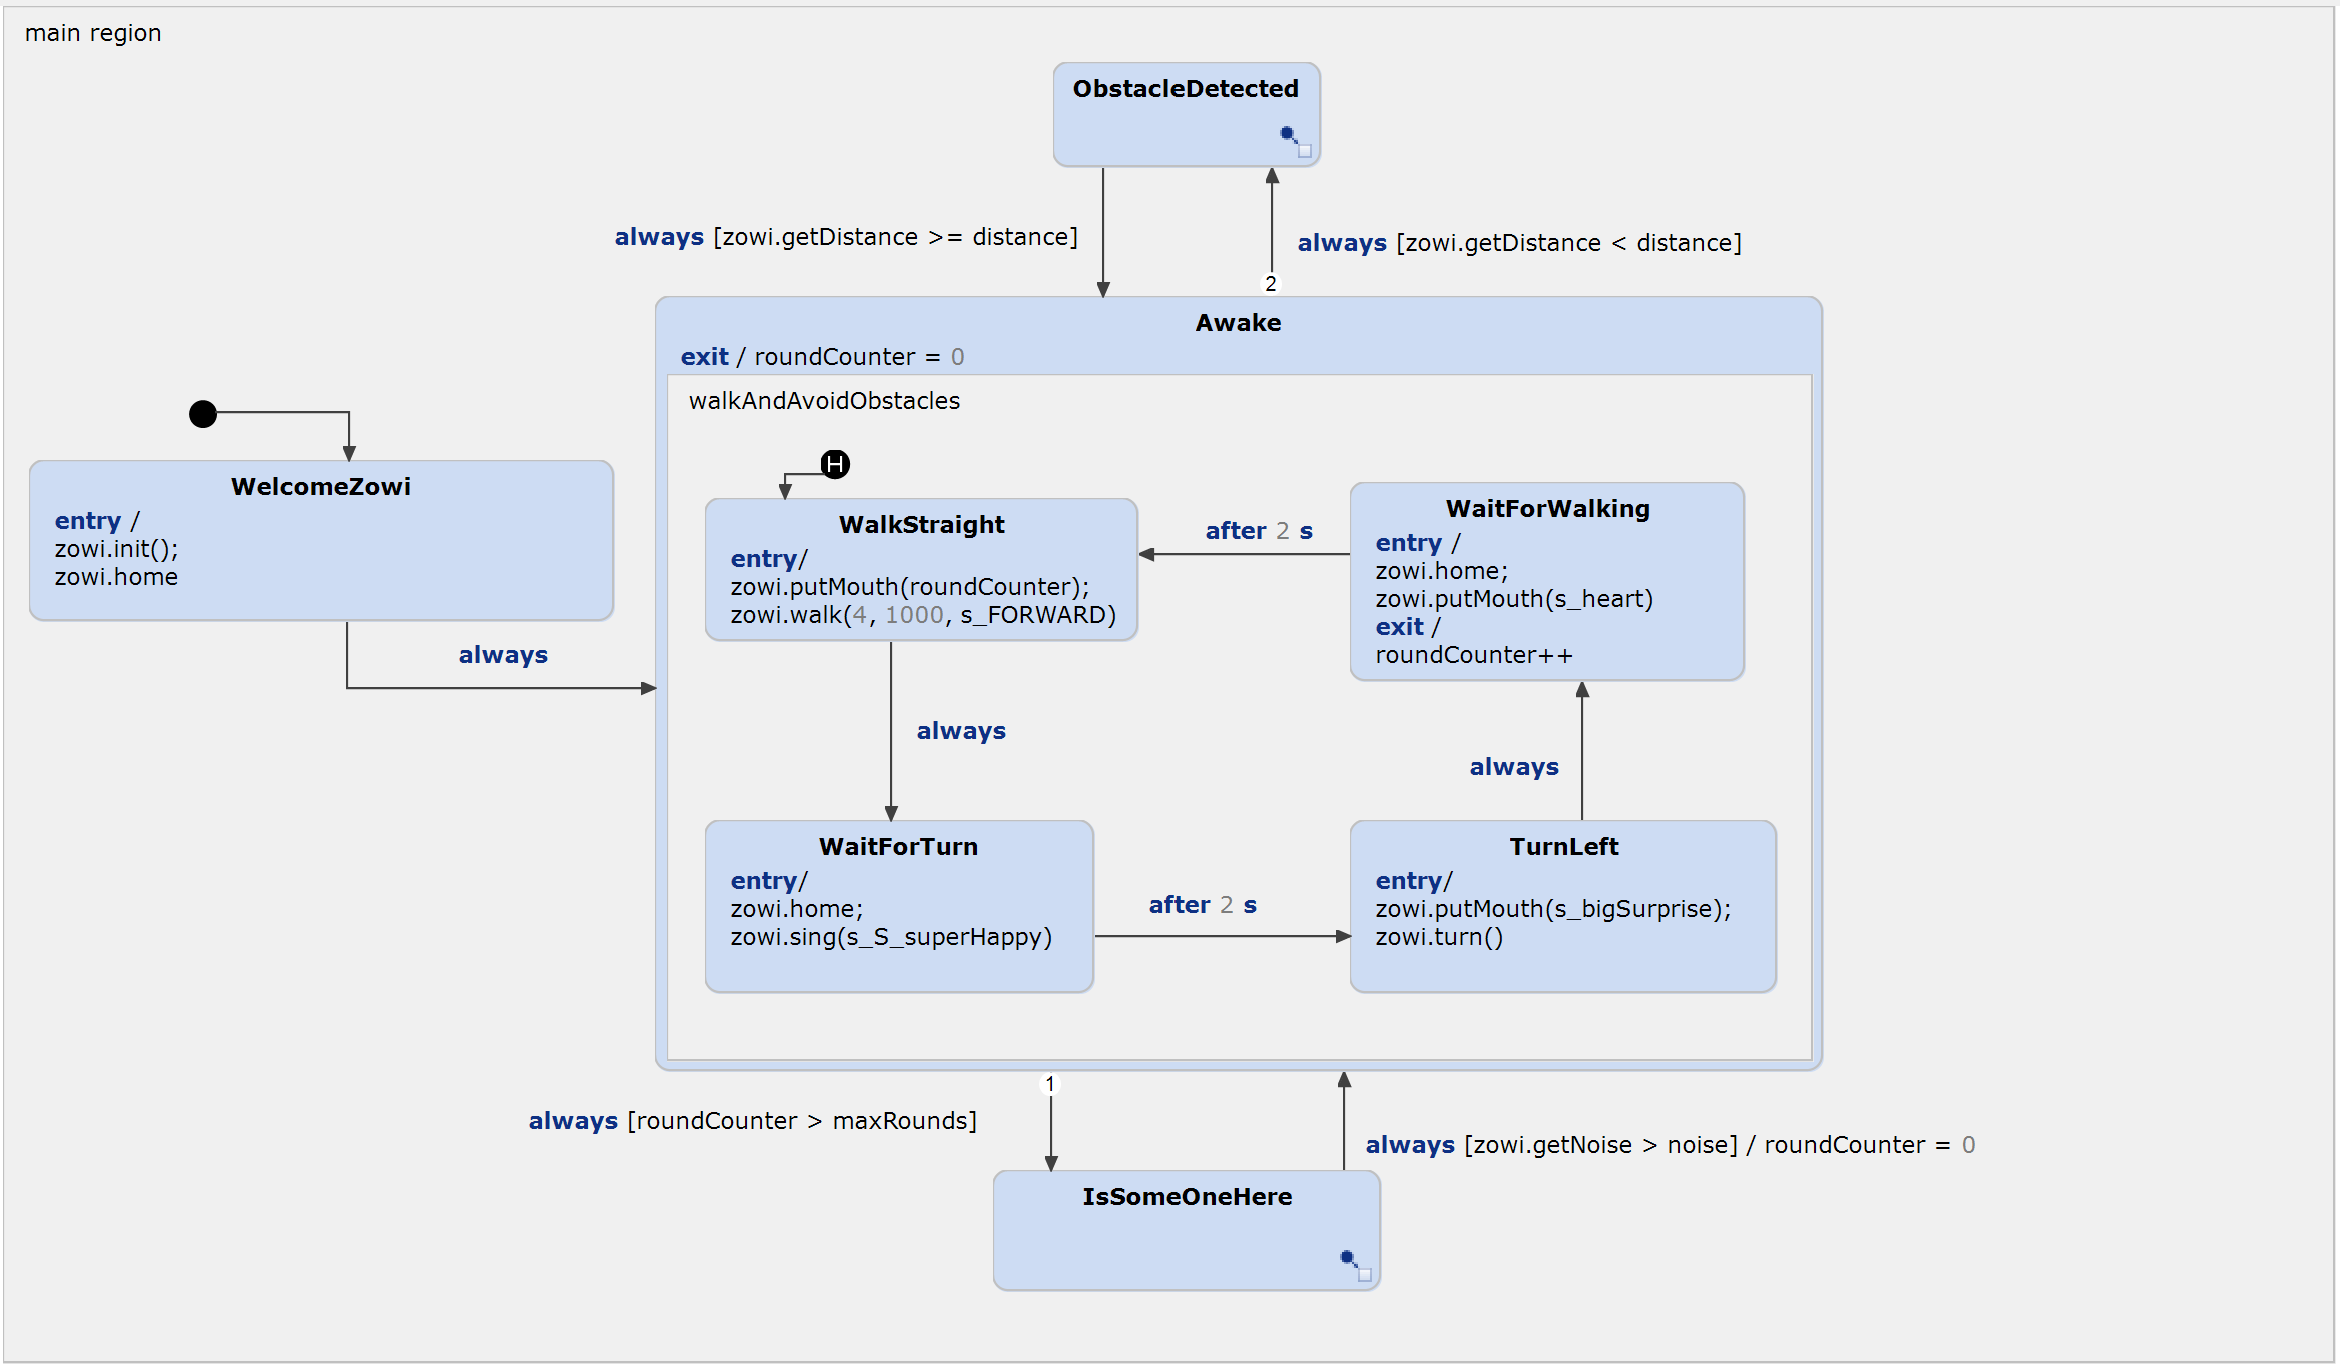 main region
ObstacleDetected
always [zowi.getDistance >= distance]
always [zowi.getDistance < distance]
2
Awake
exit / roundCounter = 0
walkAndAvoidObstacles
H
WelcomeZowi
entry /
zowi.init();
zowi.home
always
WalkStraight
entry/
zowi.putMouth(roundCounter);
zowi.walk(4, 1000, s_FORWARD)
after 2 s
WaitForWalking
entry /
zowi.home;
zowi.putMouth(s_heart)
exit /
roundCounter++
always
always
WaitForTurn
entry/
zowi.home;
zowi.sing(s_S_superHappy)
after 2 s
TurnLeft
entry/
zowi.putMouth(s_bigSurprise);
zowi.turn()
1
always [roundCounter > maxRounds]
always [zowi.getNoise > noise] / roundCounter = 0
IsSomeOneHere